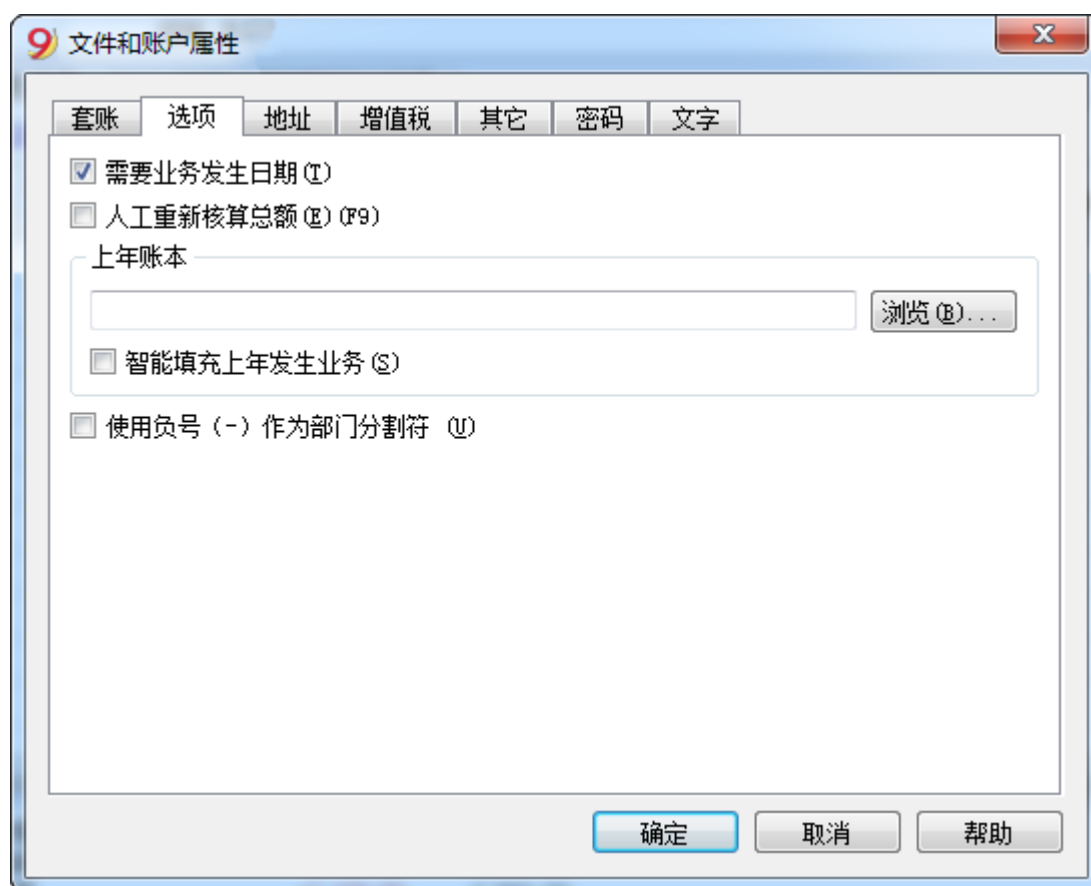 9 文件和账户属性
套账 选项 地址 增值税 其它 密码 文字
需要业务发生日期(T)
人工重新核算总额(E)(F9)
上年账本
浏览(B)...
智能填充上年发生业务(S)
使用负号（-）作为部门分割符 (U)
确定 取消 帮助